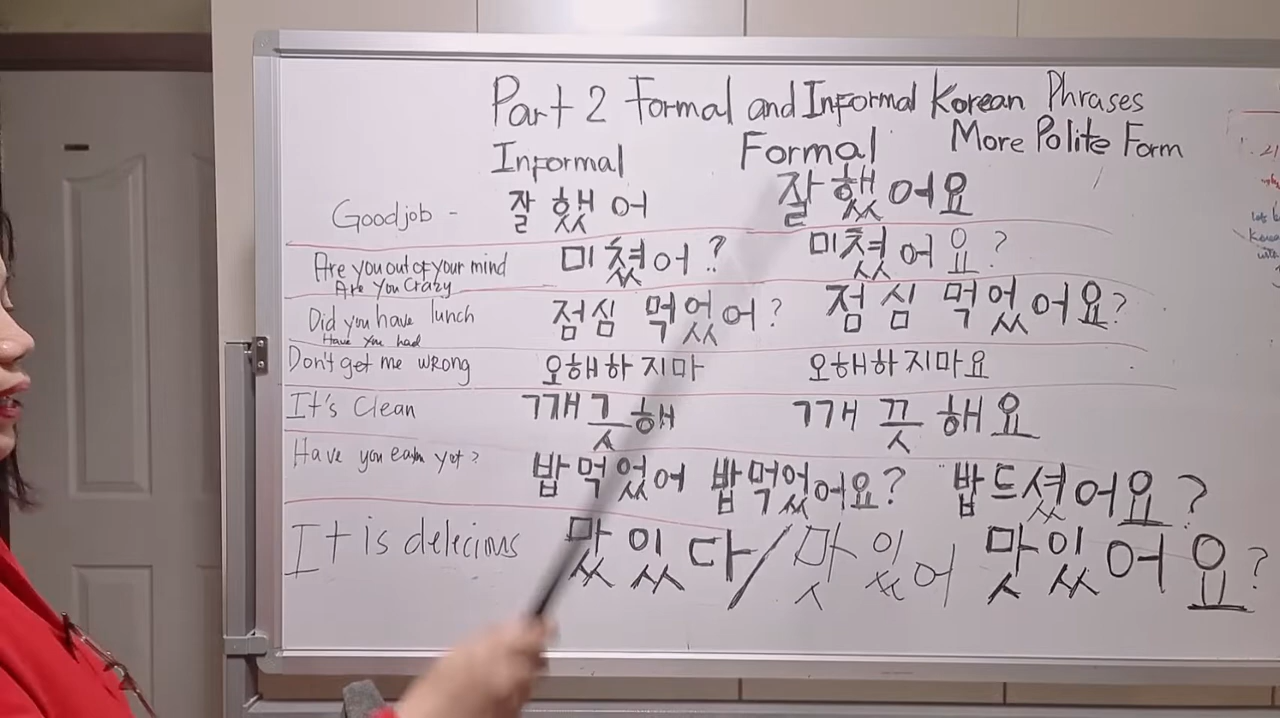 Part 2 Formal and Informal Korean Phrases
Informal Formal More Polite Form
Good job - 잘 했어 잘 했어요
Are you out of your mind 미쳤어? 미쳤어요?
Are you Crazy
Did you have lunch 점심 먹었어? 점심 먹었어요?
Have you had
Don't get me wrong 오해하지마 오해하지마요
It's Clean 깨끗해 깨끗해요
Have you eaten yet? 밥먹었어 밥먹었어요? 밥드셨어요?
It is delecious 맛있다/ 맛있어 맛있어요?